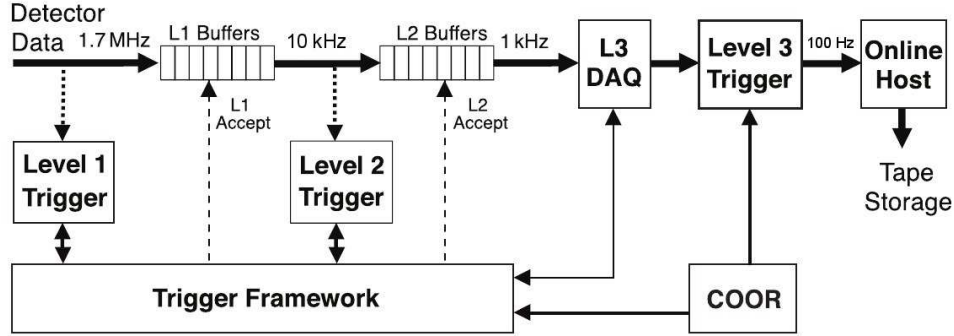 Detector
Data
1.7 MHz
L1 Buffers
10 kHz
L2 Buffers
1 kHz
L3
DAQ
Level 3
Trigger
100 Hz
Online
Host
L1
Accept
L2
Accept
Level 1
Trigger
Level 2
Trigger
Tape
Storage
Trigger Framework
COOR